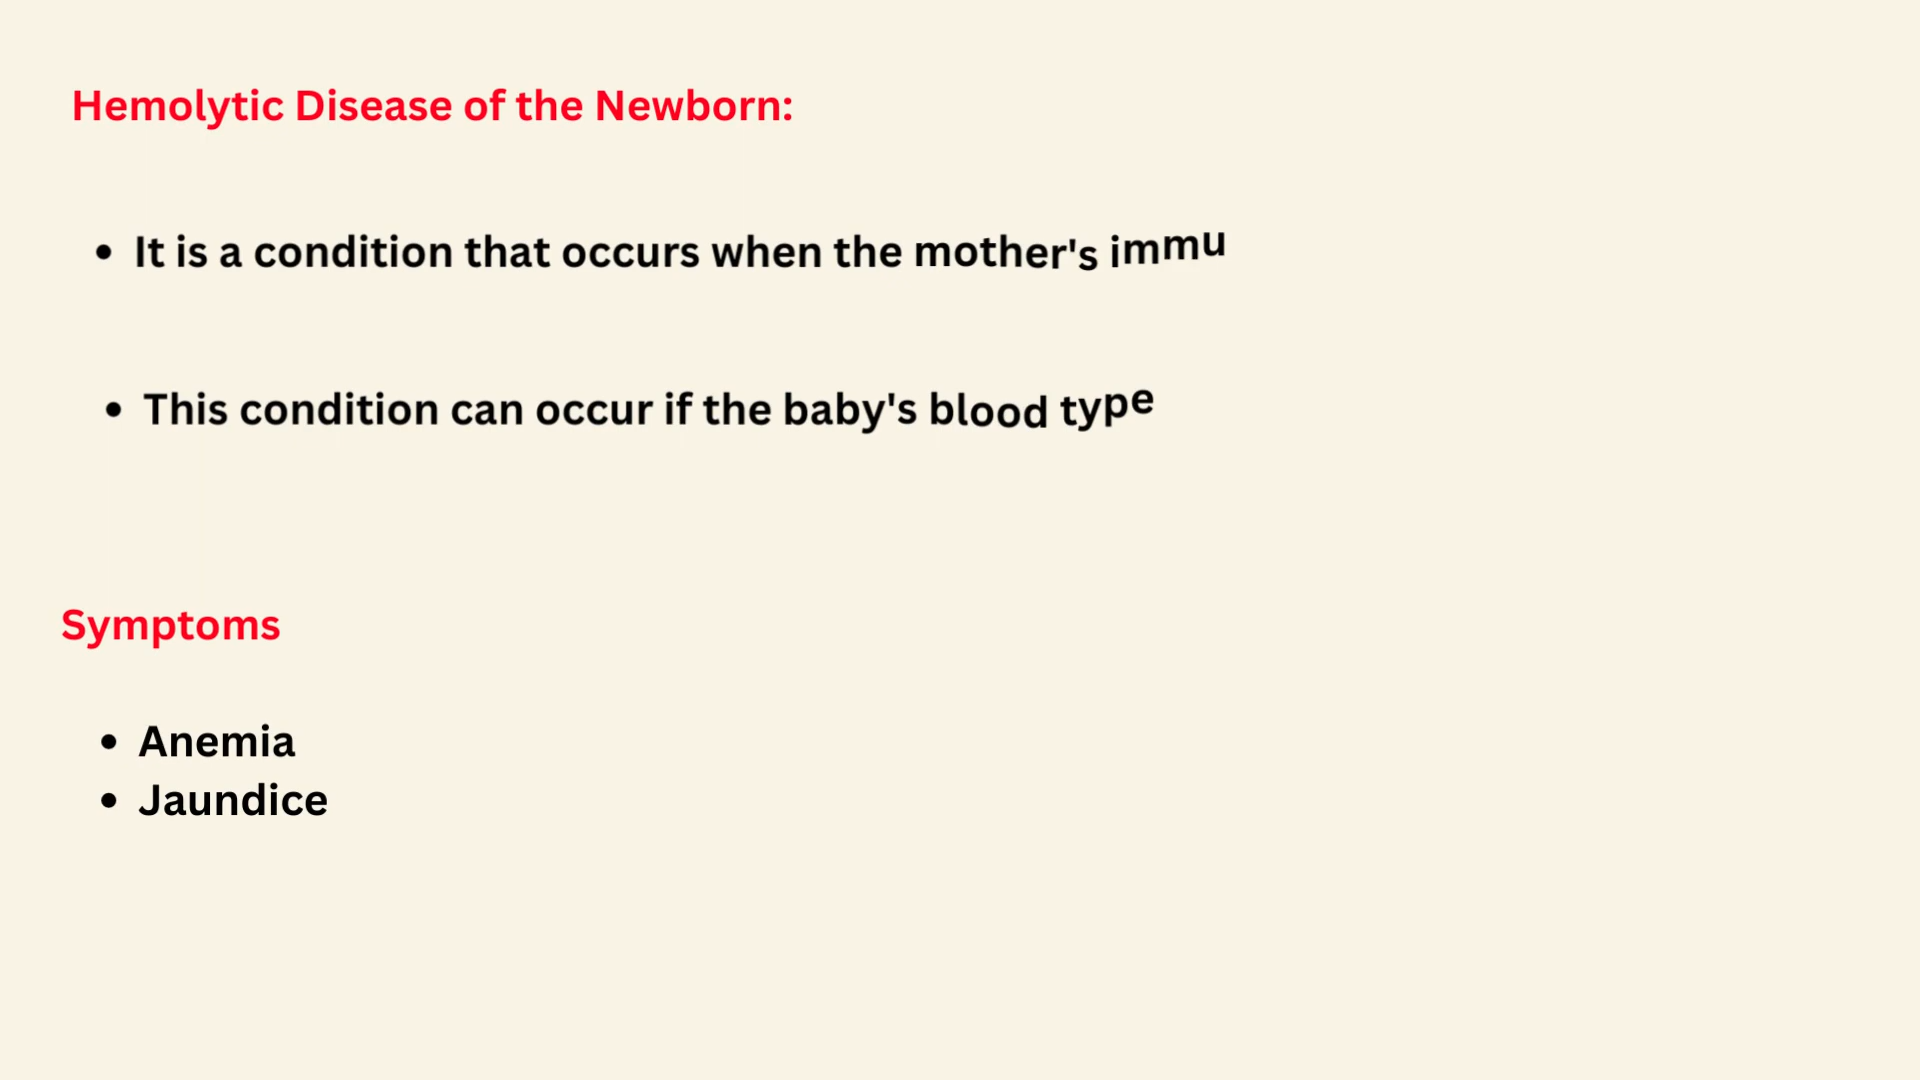 Hemolytic Disease of the Newborn:
• It is a condition that occurs when the mother's immu
• This condition can occur if the baby's blood type
Symptoms
• Anemia
• Jaundice